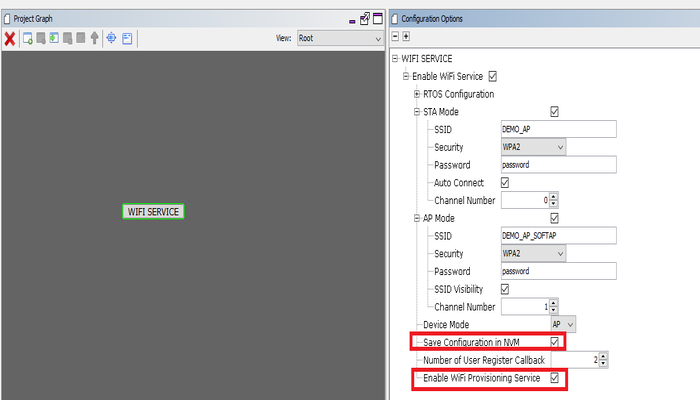 Project Graph
View: Root
WIFI SERVICE
Configuration Options
WIFI SERVICE
Enable WiFi Service
RTOS Configuration
STA Mode
SSID DEMO_AP
Security WPA2
Password password
Auto Connect
Channel Number 0
AP Mode
SSID DEMO_AP_SOFTAP
Security WPA2
Password password
SSID Visibility
Channel Number 1
Device Mode AP
Save Configuration in NVM
Number of User Register Callback 2
Enable WiFi Provisioning Service